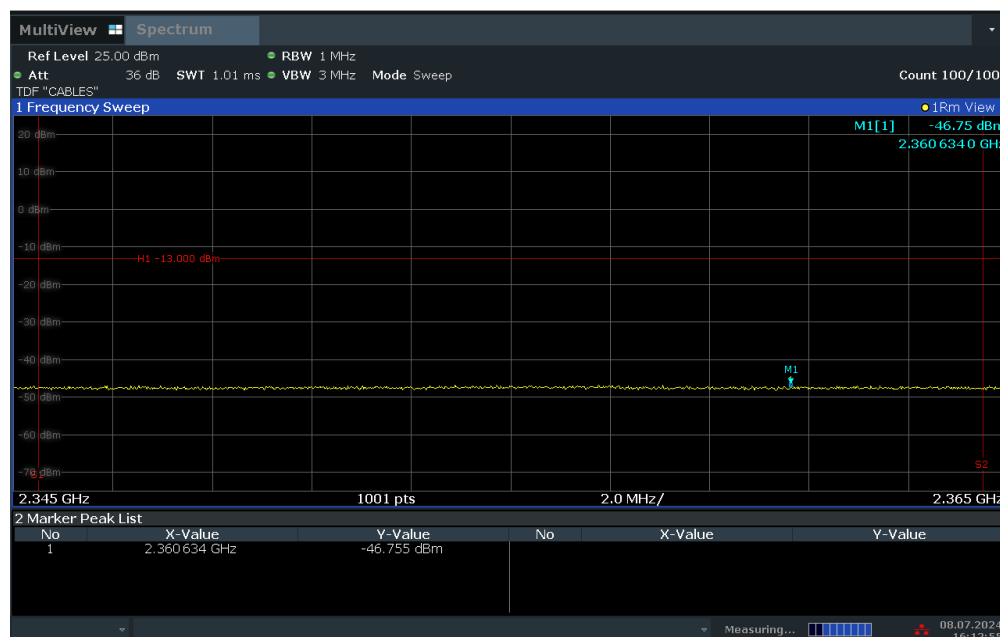 MultiView Spectrum
Ref Level 25.00 dBm RBW 1 MHz
Att 36 dB SWT 1.01 ms VBW 3 MHz Mode Sweep Count 100/100
TDF "CABLES"
1 Frequency Sweep 1Rm View
M1[1] -46.75 dBm
20 dBm
2.360 634 0 GHz
10 dBm
0 dBm
-10 dBm
H1 -13.000 dBm
-20 dBm
-30 dBm
-40 dBm
M1
-50 dBm
-60 dBm
S2
-70 dBm
2.345 GHz 1001 pts 2.0 MHz/ 2.365 GHz
2 Marker Peak List
No X-Value Y-Value No X-Value Y-Value
1 2.360 634 GHz -46.755 dBm
Measuring... 08.07.2024